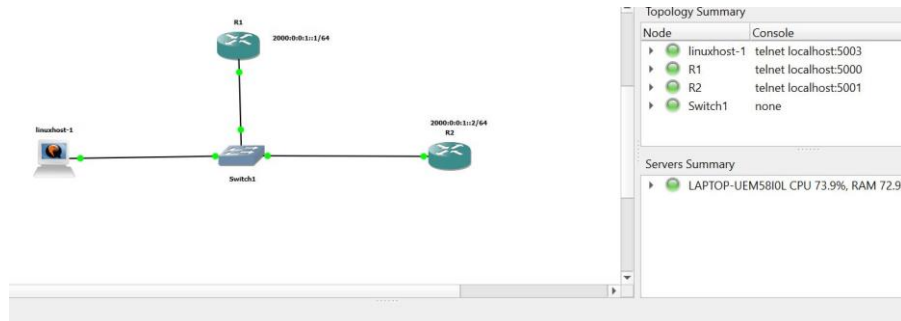 R1
2000:0:0:1::1/64
linuxhost-1
Switch1
2000:0:0:1::2/64
R2
Topology Summary
Node Console
linuxhost-1 telnet localhost:5003
R1 telnet localhost:5000
R2 telnet localhost:5001
Switch1 none
Servers Summary
LAPTOP-UEM58I0L CPU 73.9%, RAM 72.9